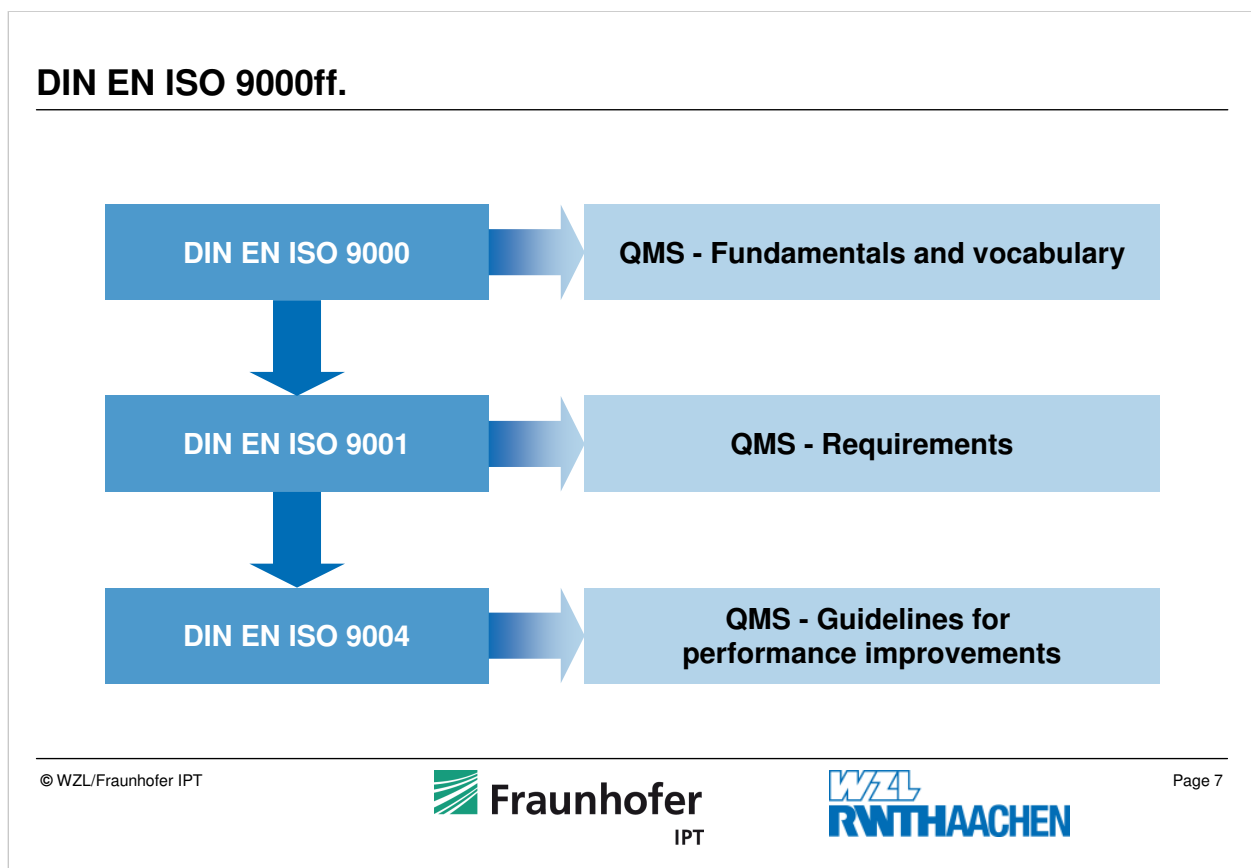 DIN EN ISO 9000ff.
DIN EN ISO 9000
QMS - Fundamentals and vocabulary
DIN EN ISO 9001
QMS - Requirements
DIN EN ISO 9004
QMS - Guidelines for
performance improvements
© WZL/Fraunhofer IPT
Fraunhofer
IPT
WZL
RWTHAACHEN
Page 7